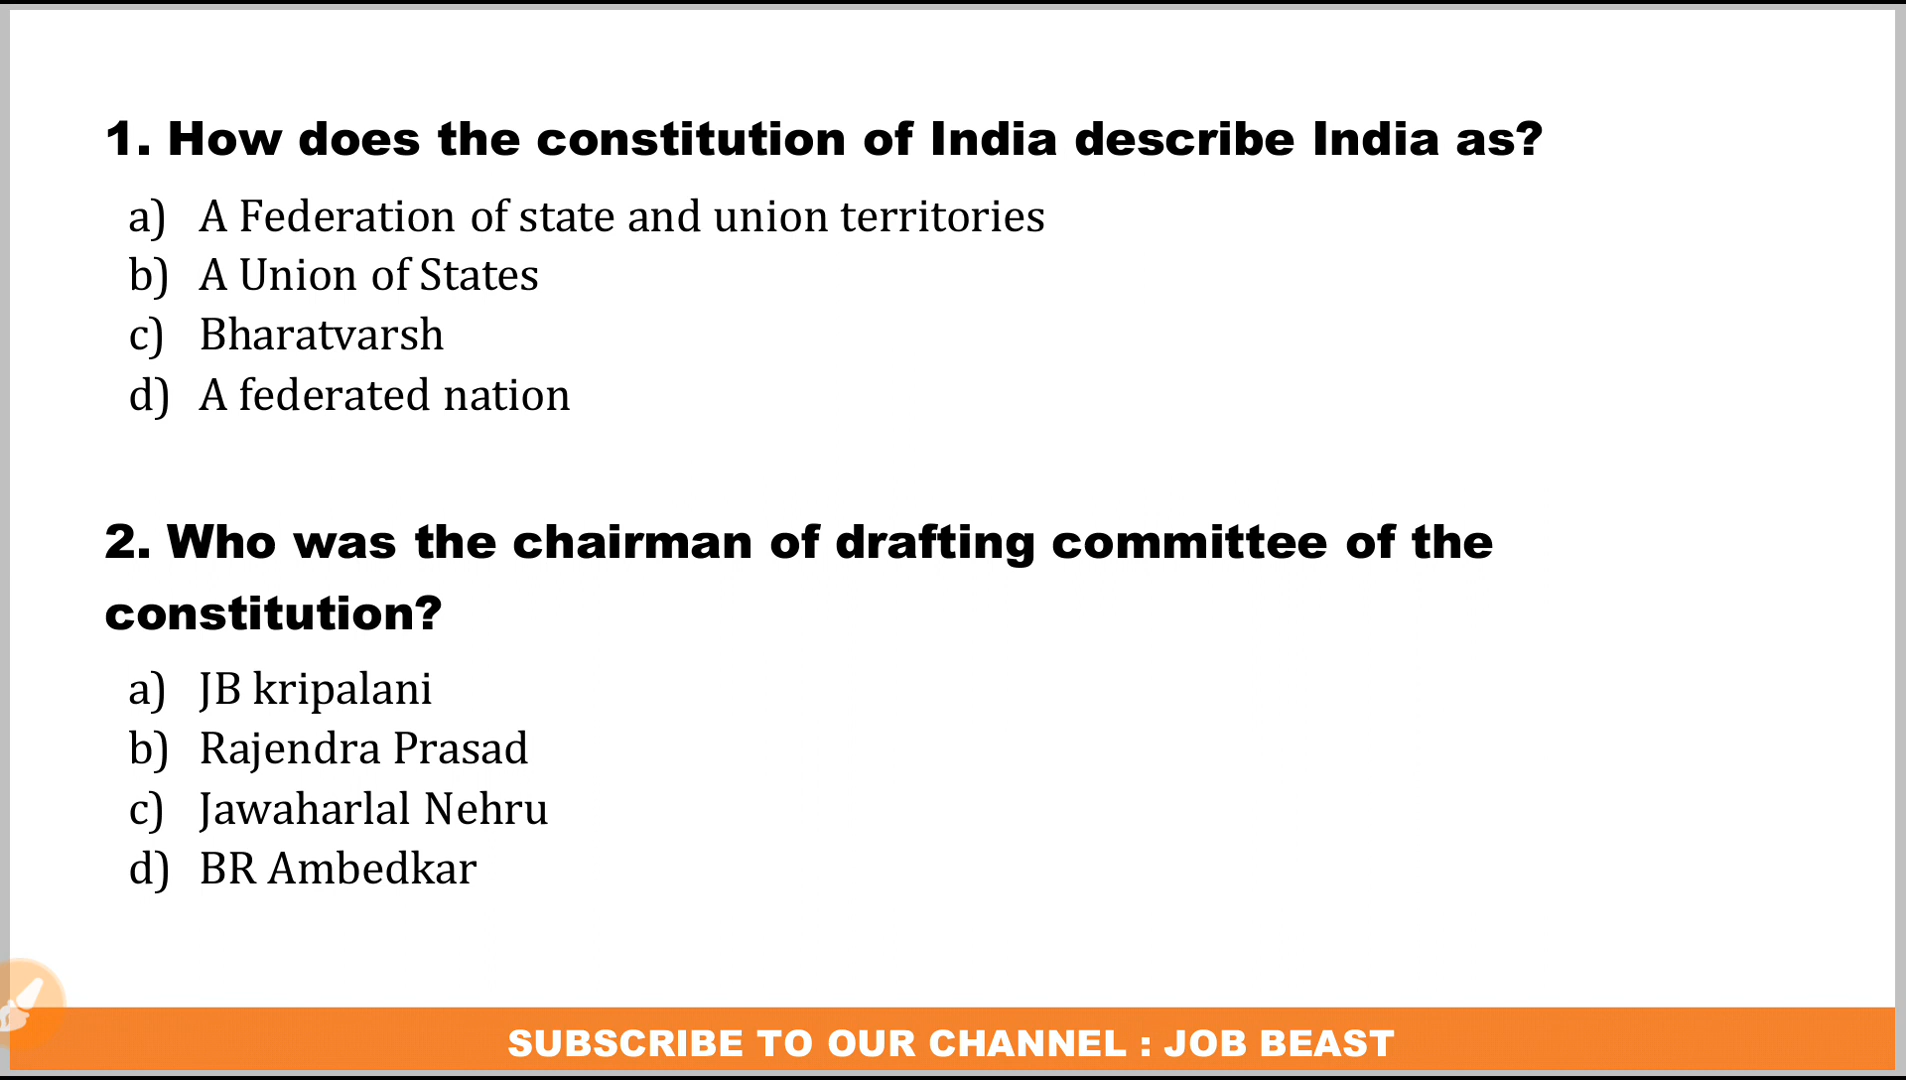 1. How does the constitution of India describe India as?
a) A Federation of state and union territories
b) A Union of States
c) Bharatvarsh
d) A federated nation
2. Who was the chairman of drafting committee of the
constitution?
a) JB kripalani
b) Rajendra Prasad
c) Jawaharlal Nehru
d) BR Ambedkar
SUBSCRIBE TO OUR CHANNEL : JOB BEAST